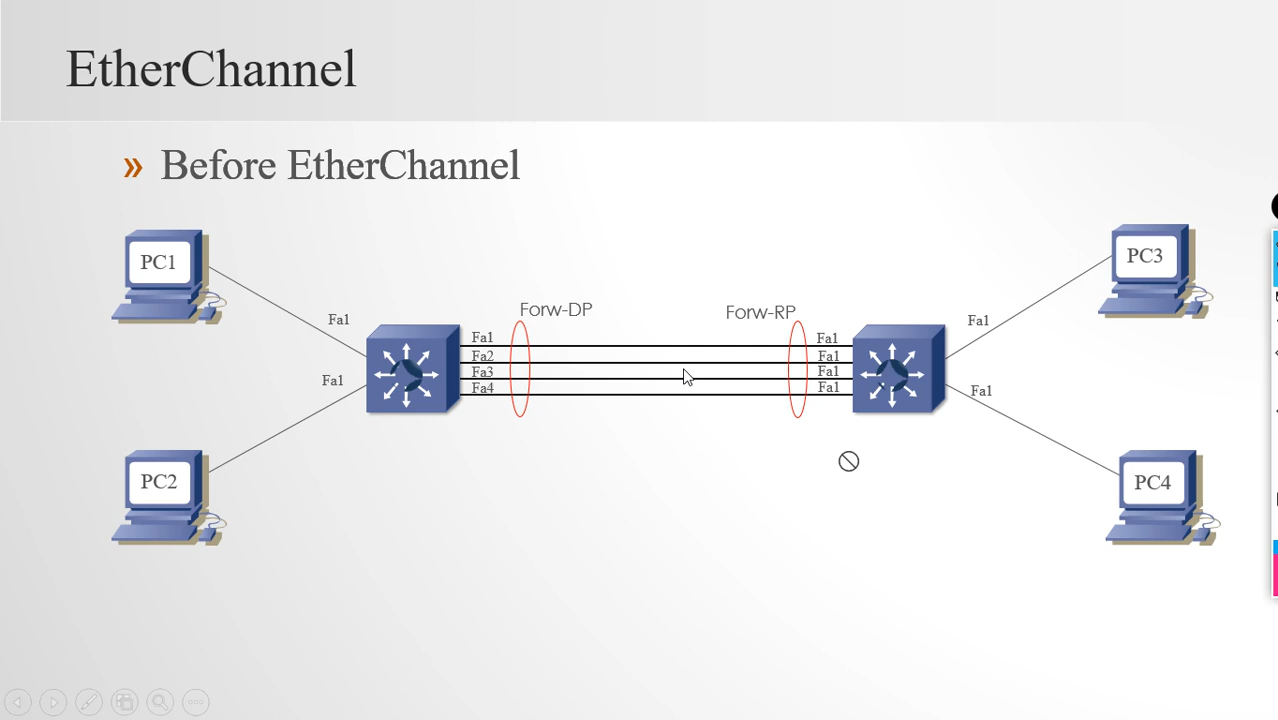 EtherChannel
» Before EtherChannel
PC1
PC3
Forw-DP
Forw-RP
Fa1
Fa1
Fa1
Fa1
Fa2
Fa1
Fa3
Fa1
Fa4
Fa1
Fa1
Fa1
PC2
PC4